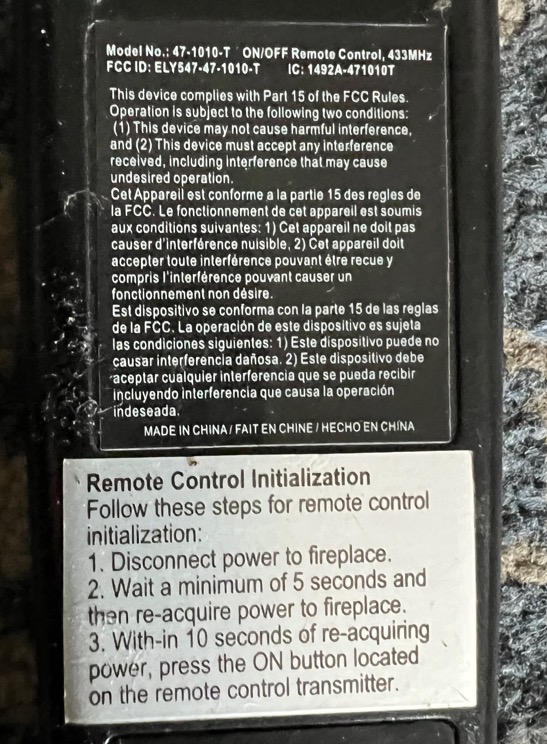 Model No.: 47-1010-T ON/OFF Remote Control, 433MHz
FCC ID: ELY547-47-1010-T IC: 1492A-471010T
This device complies with Part 15 of the FCC Rules.
Operation is subject to the following two conditions:
(1) This device may not cause harmful interference,
and (2) This device must accept any interference
received, including interference that may cause
undesired operation.
Cet Appareil est conforme a la partie 15 des regles de
la FCC. Le fonctionnement de cet appareil est soumis
aux conditions suivantes: 1) Cet appareil ne doit pas
causer d'interférence nuisible, 2) Cet appareil doit
accepter toute interférence pouvant être recue y
compris l'interférence pouvant causer un
fonctionnement non désire.
Est dispositivo se conforma con la parte 15 de las reglas
de la FCC. La operación de este dispositivo es sujeta
las condiciones siguientes: 1) Este dispositivo puede no
causar interferencia dañosa. 2) Este dispositivo debe
aceptar cualquier interferencia que se pueda recibir
incluyendo interferencia que causa la operación
indeseada.
MADE IN CHINA / FAIT EN CHINE / HECHO EN CHÍNA
Remote Control Initialization
Follow these steps for remote control
initialization:
1. Disconnect power to fireplace.
2. Wait a minimum of 5 seconds and
then re-acquire power to fireplace.
3. With-in 10 seconds of re-acquiring
power, press the ON button located
on the remote control transmitter.